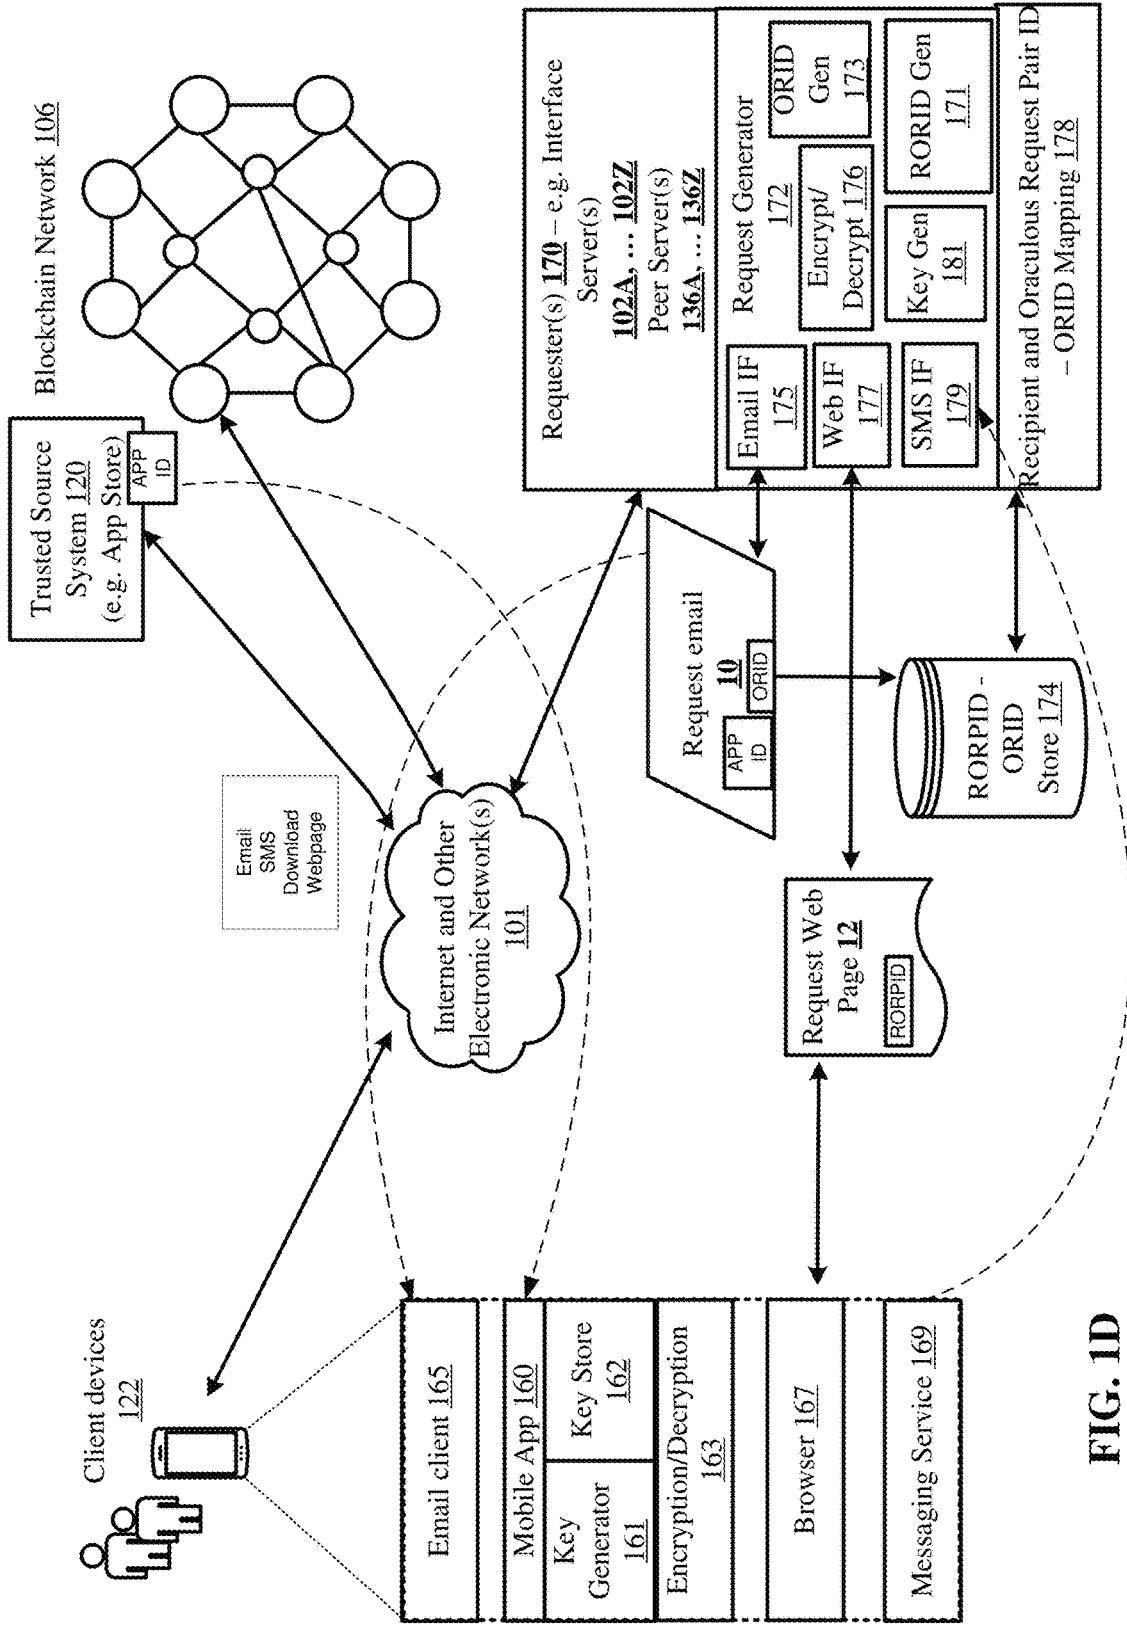 Client devices
122
Email client 165
Mobile App 160
Key
Generator
161
Key Store
162
Encryption/Decryption
163
Browser 167
Messaging Service 169
Email
SMS
Download
Webpage
Internet and Other
Electronic Network(s)
101
Trusted Source
System 120
(e.g. App Store)
APP
ID
Blockchain Network 106
Request email
10
APP
ID
ORID
Request Web
Page 12
RORPID
RORPID -
ORID
Store 174
Requester(s) 170 – e.g. Interface
Server(s)
102A, … 102Z
Peer Server(s)
136A, … 136Z
Request Generator
172
Email IF
175
Web IF
177
SMS IF
179
ORID
Gen
173
Encrypt/
Decrypt 176
Key Gen
181
RORID Gen
171
Recipient and Oraculous Request Pair ID
– ORID Mapping 178
FIG. 1D